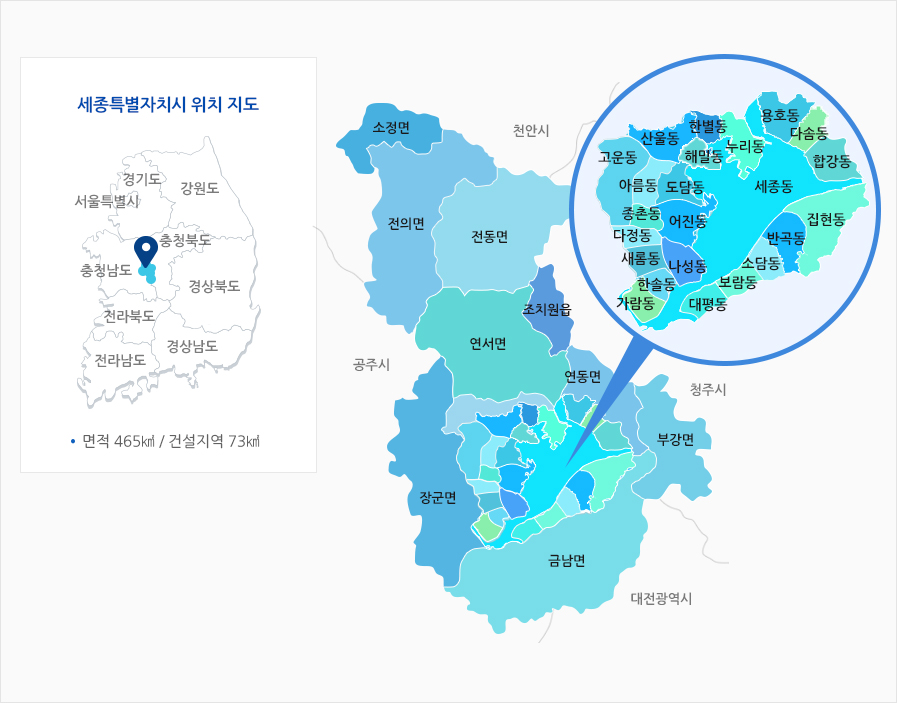 세종특별자치시 위치 지도
경기도
강원도
서울특별시
충청북도
충청남도
경상북도
전라북도
경상남도
전라남도
• 면적 465㎢ / 건설지역 73㎢
소정면
천안시
전의면
전동면
조치원읍
연서면
공주시
연동면
청주시
부강면
장군면
금남면
대전광역시
용호동
한별동
다솜동
산울동
누리동
고운동
해밀동
합강동
아름동
도담동
세종동
종촌동
어진동
집현동
다정동
반곡동
새롬동
나성동
소담동
한솔동
보람동
가람동
대평동